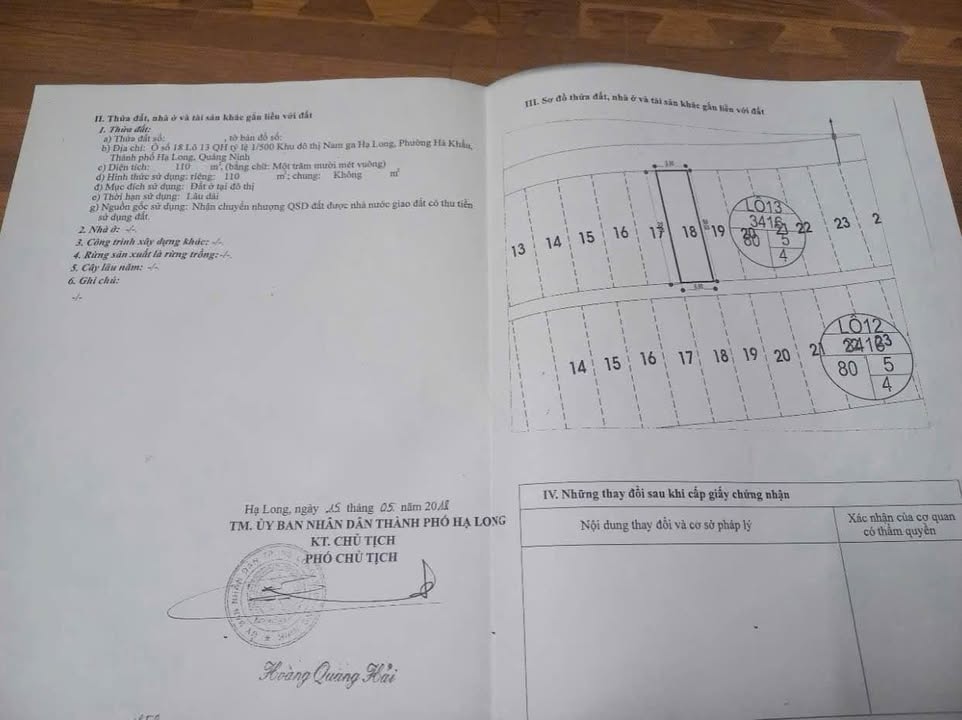 II. Thửa đất, nhà ở và tài sản khác gắn liền với đất
1. Thửa đất:
a) Thửa đất số: , tờ bản đồ số:
b) Địa chỉ: Ô số 18 Lô 13 QH tỷ lệ 1/500 Khu đô thị Nam ga Hạ Long, Phường Hà Khẩu,
Thành phố Hạ Long, Quảng Ninh
c) Diện tích: 110 m², (bằng chữ: Một trăm mười mét vuông)
d) Hình thức sử dụng: riêng: 110 m²; chung: Không m²
đ) Mục đích sử dụng: Đất ở tại đô thị
e) Thời hạn sử dụng: Lâu dài
g) Nguồn gốc sử dụng: Nhận chuyển nhượng QSD đất được nhà nước giao đất có thu tiền
sử dụng đất.
2. Nhà ở: -/-.
3. Công trình xây dựng khác: -/-.
4. Rừng sản xuất là rừng trồng:-/-.
5. Cây lâu năm: -/-
6. Ghi chú:
-/-
Hạ Long, ngày 15 tháng 05 năm 2018
TM. ỦY BAN NHÂN DÂN THÀNH PHỐ HẠ LONG
KT. CHỦ TỊCH
PHÓ CHỦ TỊCH
Hoàng Quang Hải
III. Sơ đồ thửa đất, nhà ở và tài sản khác gắn liền với đất
13 14 15 16 17 18 19 20 21 22 23 2
LÔ13
3416
80 5
4
14 15 16 17 18 19 20 21 22 23
LÔ12
3416
80 5
4
IV. Những thay đổi sau khi cấp giấy chứng nhận
Nội dung thay đổi và cơ sở pháp lý
Xác nhận của cơ quan
có thẩm quyền